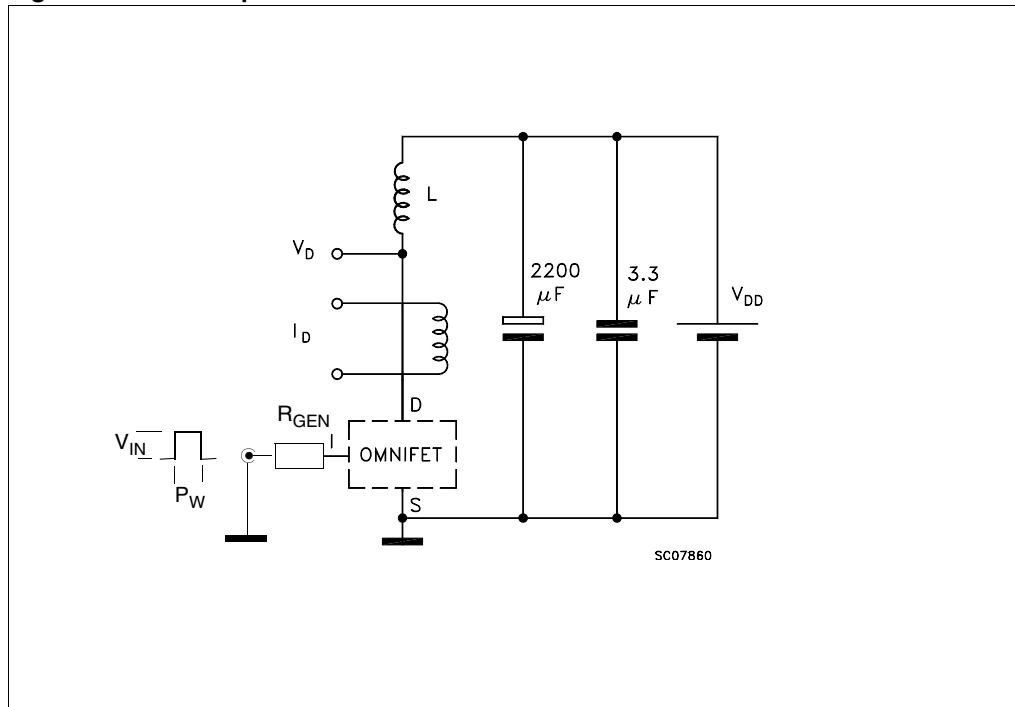 L
V_D
2200
μF
3.3
μF
V_DD
I_D
D
R_GEN
I
V_IN
OMNIFET
P_W
S
SC07860